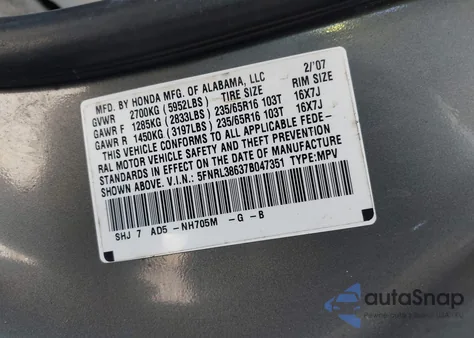 MFD. BY HONDA MFG. OF ALABAMA, LLC 2/'07
GVWR 2700KG (5952LBS) TIRE SIZE RIM SIZE
GAWR F 1285KG (2833LBS) 235/65R16 103T 16X7J
GAWR R 1450KG (3197LBS) 235/65R16 103T 16X7J
THIS VEHICLE CONFORMS TO ALL APPLICABLE FEDE-
RAL MOTOR VEHICLE SAFETY AND THEFT PREVENTION
STANDARDS IN EFFECT ON THE DATE OF MANUFACTURE
SHOWN ABOVE. V.I.N.: 5FNRL38637B047351 TYPE:MPV
SHJ 7 AD5 -NH705M -G -B
autoSnap